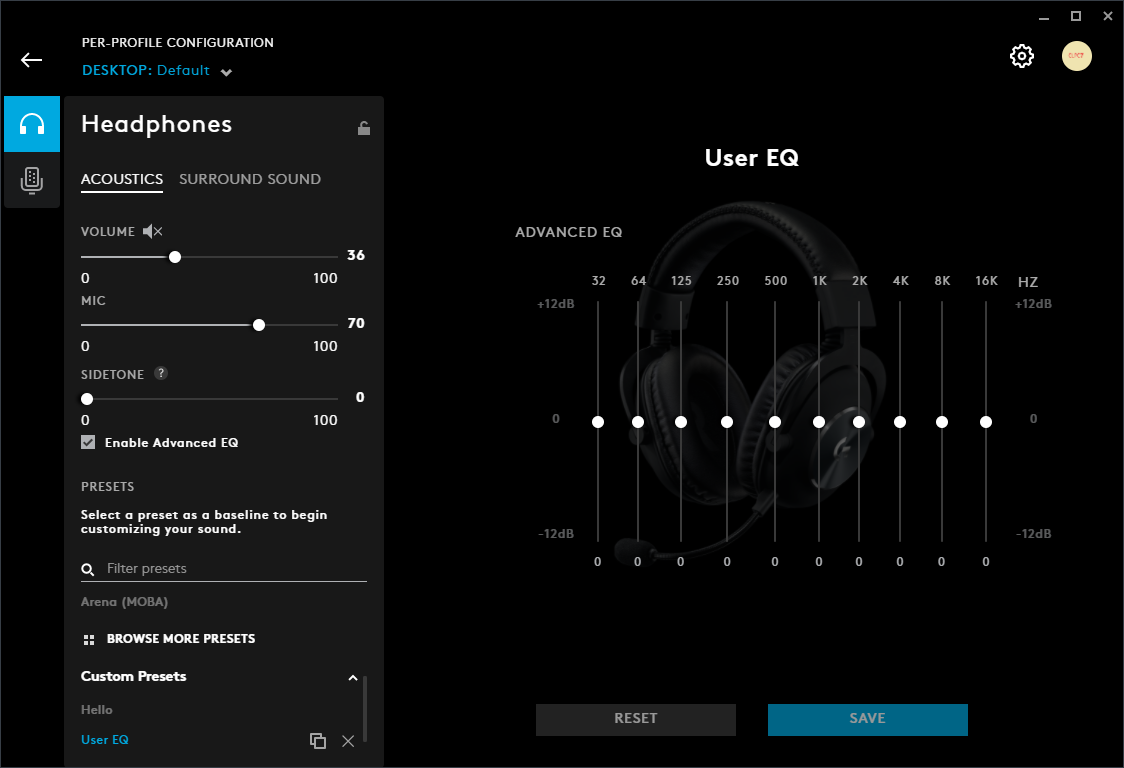 PER-PROFILE CONFIGURATION
DESKTOP: Default
Headphones
ACOUSTICS SURROUND SOUND
VOLUME
36
0 100
MIC
70
0 100
SIDETONE ?
0
0 100
Enable Advanced EQ
PRESETS
Select a preset as a baseline to begin
customizing your sound.
Filter presets
Arena (MOBA)
BROWSE MORE PRESETS
Custom Presets
Hello
User EQ
User EQ
ADVANCED EQ
32 64 125 250 500 1K 2K 4K 8K 16K HZ
+12dB +12dB
0 0
-12dB -12dB
0 0 0 0 0 0 0 0 0 0
RESET SAVE